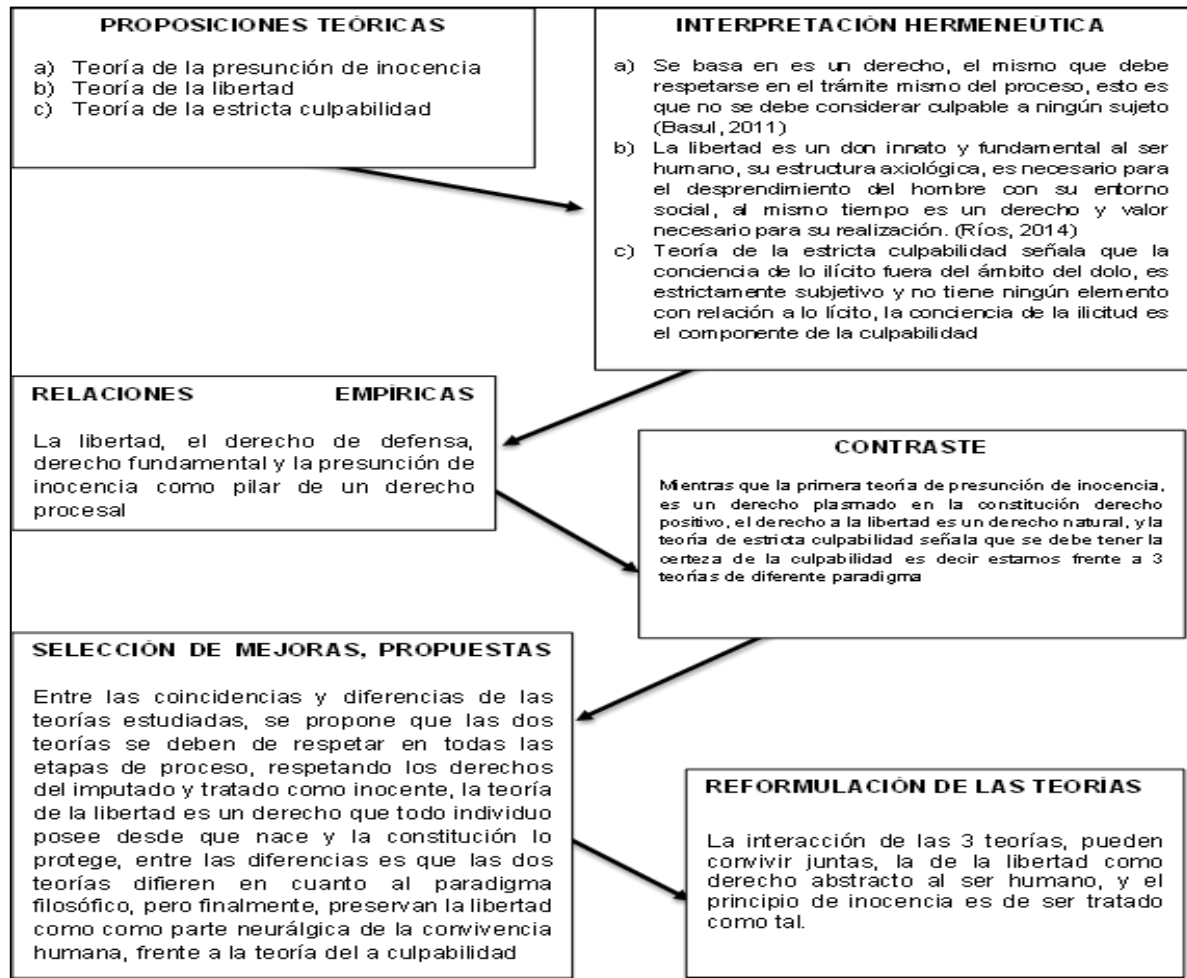 PROPOSICIONES TEÓRICAS
a) Teoría de la presunción de inocencia
b) Teoría de la libertad
c) Teoría de la estricta culpabilidad
INTERPRETACIÓN HERMENEÜTICA
a) Se basa en es un derecho, el mismo que debe
respetarse en el trámite mismo del proceso, esto es
que no se debe considerar culpable a ningún sujeto
(Basul, 2011)
b) La libertad es un don innato y fundamental al ser
humano, su estructura axiológica, es necesario para
el desprendimiento del hombre con su entorno
social, al mismo tiempo es un derecho y valor
necesario para su realización. (Ríos, 2014)
c) Teoría de la estricta culpabilidad señala que la
conciencia de lo ilícito fuera del ámbito del dolo, es
estrictamente subjetivo y no tiene ningún elemento
con relación a lo lícito, la conciencia de la ilicitud es
el componente de la culpabilidad
RELACIONES EMPÍRICAS
La libertad, el derecho de defensa,
derecho fundamental y la presunción de
inocencia como pilar de un derecho
procesal
CONTRASTE
Mientras que la primera teoría de presunción de inocencia,
es un derecho plasmado en la constitución derecho
positivo, el derecho a la libertad es un derecho natural, y la
teoría de estricta culpabilidad señala que se debe tener la
certeza de la culpabilidad es decir estamos frente a 3
teorías de diferente paradigma
SELECCIÓN DE MEJORAS, PROPUESTAS
Entre las coincidencias y diferencias de las
teorías estudiadas, se propone que las dos
teorías se deben de respetar en todas las
etapas de proceso, respetando los derechos
del imputado y tratado como inocente, la teoría
de la libertad es un derecho que todo individuo
posee desde que nace y la constitución lo
protege, entre las diferencias es que las dos
teorías difieren en cuanto al paradigma
filosófico, pero finalmente, preservan la libertad
como como parte neurálgica de la convivencia
humana, frente a la teoría del a culpabilidad
REFORMULACIÓN DE LAS TEORÍAS
La interacción de las 3 teorías, pueden
convivir juntas, la de la libertad como
derecho abstracto al ser humano, y el
principio de inocencia es de ser tratado
como tal.